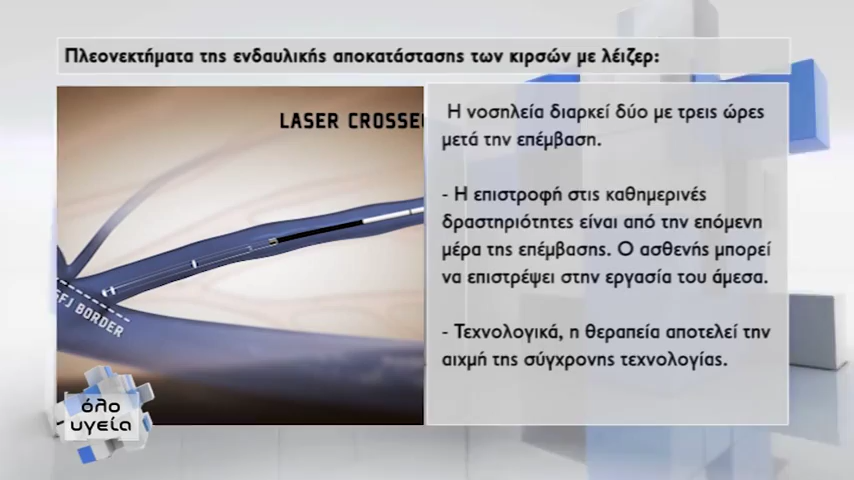 Πλεονεκτήματα της ενδαυλικής αποκατάστασης των κιρσών με λέιζερ:
LASER CROSSE
SFJ BORDER
Η νοσηλεία διαρκεί δύο με τρεις ώρες
μετά την επέμβαση.
- Η επιστροφή στις καθημερινές
δραστηριότητες είναι από την επόμενη
μέρα της επέμβασης. Ο ασθενής μπορεί
να επιστρέψει στην εργασία του άμεσα.
- Τεχνολογικά, η θεραπεία αποτελεί την
αιχμή της σύγχρονης τεχνολογίας.
όλο
υγεία